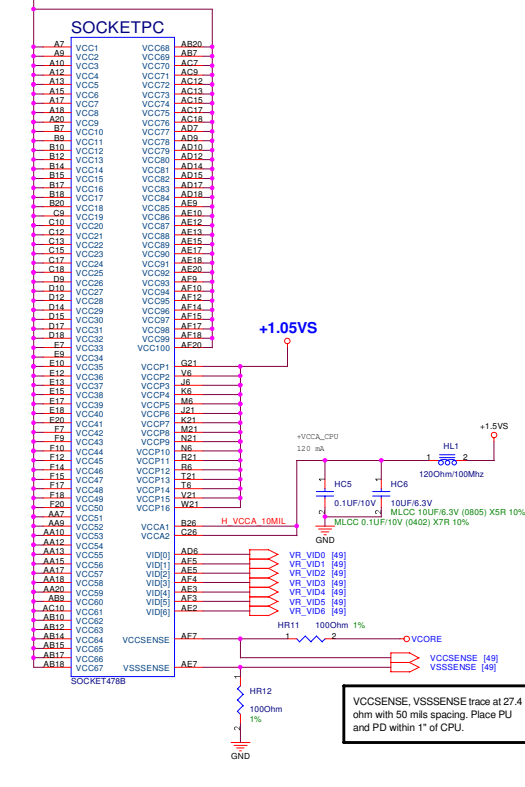 SOCKETPC
A7 VCC1 VCC68 AB20
A9 VCC2 VCC69 AB7
A10 VCC3 VCC70 AC7
A12 VCC4 VCC71 AC9
A13 VCC5 VCC72 AC12
A15 VCC6 VCC73 AC13
A17 VCC7 VCC74 AC15
A18 VCC8 VCC75 AC17
A20 VCC9 VCC76 AC18
B7 VCC10 VCC77 AD7
B9 VCC11 VCC78 AD9
B10 VCC12 VCC79 AD10
B12 VCC13 VCC80 AD12
B14 VCC14 VCC81 AD14
B15 VCC15 VCC82 AD15
B17 VCC16 VCC83 AD17
B18 VCC17 VCC84 AD18
B20 VCC18 VCC85 AE9
C9 VCC19 VCC86 AE10
C10 VCC20 VCC87 AE12
C12 VCC21 VCC88 AE13
C13 VCC22 VCC89 AE15
C15 VCC23 VCC90 AE17
C17 VCC24 VCC91 AE18
C18 VCC25 VCC92 AE20
D9 VCC26 VCC93 AF9
D10 VCC27 VCC94 AF10
D12 VCC28 VCC95 AF12
D14 VCC29 VCC96 AF14
D15 VCC30 VCC97 AF15
D17 VCC31 VCC98 AF17
D18 VCC32 VCC99 AF18
E7 VCC33 VCC100 AF20
E9 VCC34
E10 VCC35 VCCP1 G21
E12 VCC36 VCCP2 V6
E13 VCC37 VCCP3 J6
E15 VCC38 VCCP4 K6
E17 VCC39 VCCP5 M6
E18 VCC40 VCCP6 J21
E20 VCC41 VCCP7 K21
F7 VCC42 VCCP8 M21
F9 VCC43 VCCP9 N21
F10 VCC44 VCCP10 N6
F12 VCC45 VCCP11 R21
F14 VCC46 VCCP12 R6
F15 VCC47 VCCP13 T21
F17 VCC48 VCCP14 T6
F18 VCC49 VCCP15 V21
F20 VCC50 VCCP16 W21
AA7 VCC51
AA9 VCC52 VCCA1 B26 H_VCCA_10MIL
AA10 VCC53 VCCA2 C26
AA12 VCC54
AA13 VCC55 VID[0] AD6 VR_VID0 [49]
AA15 VCC56 VID[1] AF5 VR_VID1 [49]
AA17 VCC57 VID[2] AE5 VR_VID2 [49]
AA18 VCC58 VID[3] AF4 VR_VID3 [49]
AA20 VCC59 VID[4] AE3 VR_VID4 [49]
AB9 VCC60 VID[5] AF3 VR_VID5 [49]
AC10 VCC61 VID[6] AE2 VR_VID6 [49]
AB10 VCC62
AB12 VCC63
AB14 VCC64 VCCSENSE AF7
AB15 VCC65
AB17 VCC66
AB18 VCC67 VSSSENSE AE7
SOCKET478B
+1.05VS
+VCCA_CPU
120 mA
+1.5VS
HL1
1 2
120Ohm/100Mhz
HC5
1
2
0.1UF/10V
HC6
1
2
10UF/6.3V
MLCC 10UF/6.3V (0805) X5R 10%
MLCC 0.1UF/10V (0402) X7R 10%
GND
HR11 100Ohm 1%
1 2
VCORE
VCCSENSE [49]
VSSSENSE [49]
1
HR12
100Ohm
1%
2
GND
VCCSENSE, VSSSENSE trace at 27.4
ohm with 50 mils spacing. Place PU
and PD within 1" of CPU.